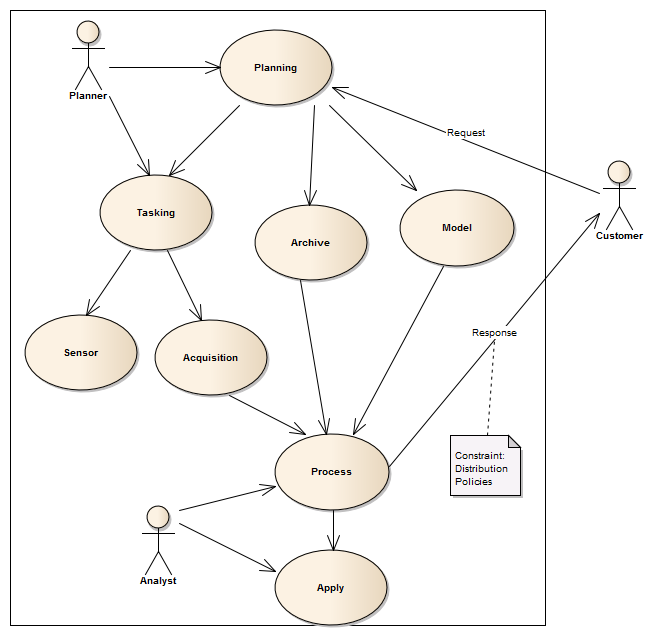 Planning
Planner
Request
Tasking
Archive
Model
Customer
Response
Sensor
Acquisition
Constraint:
Distribution
Policies
Process
Analyst
Apply